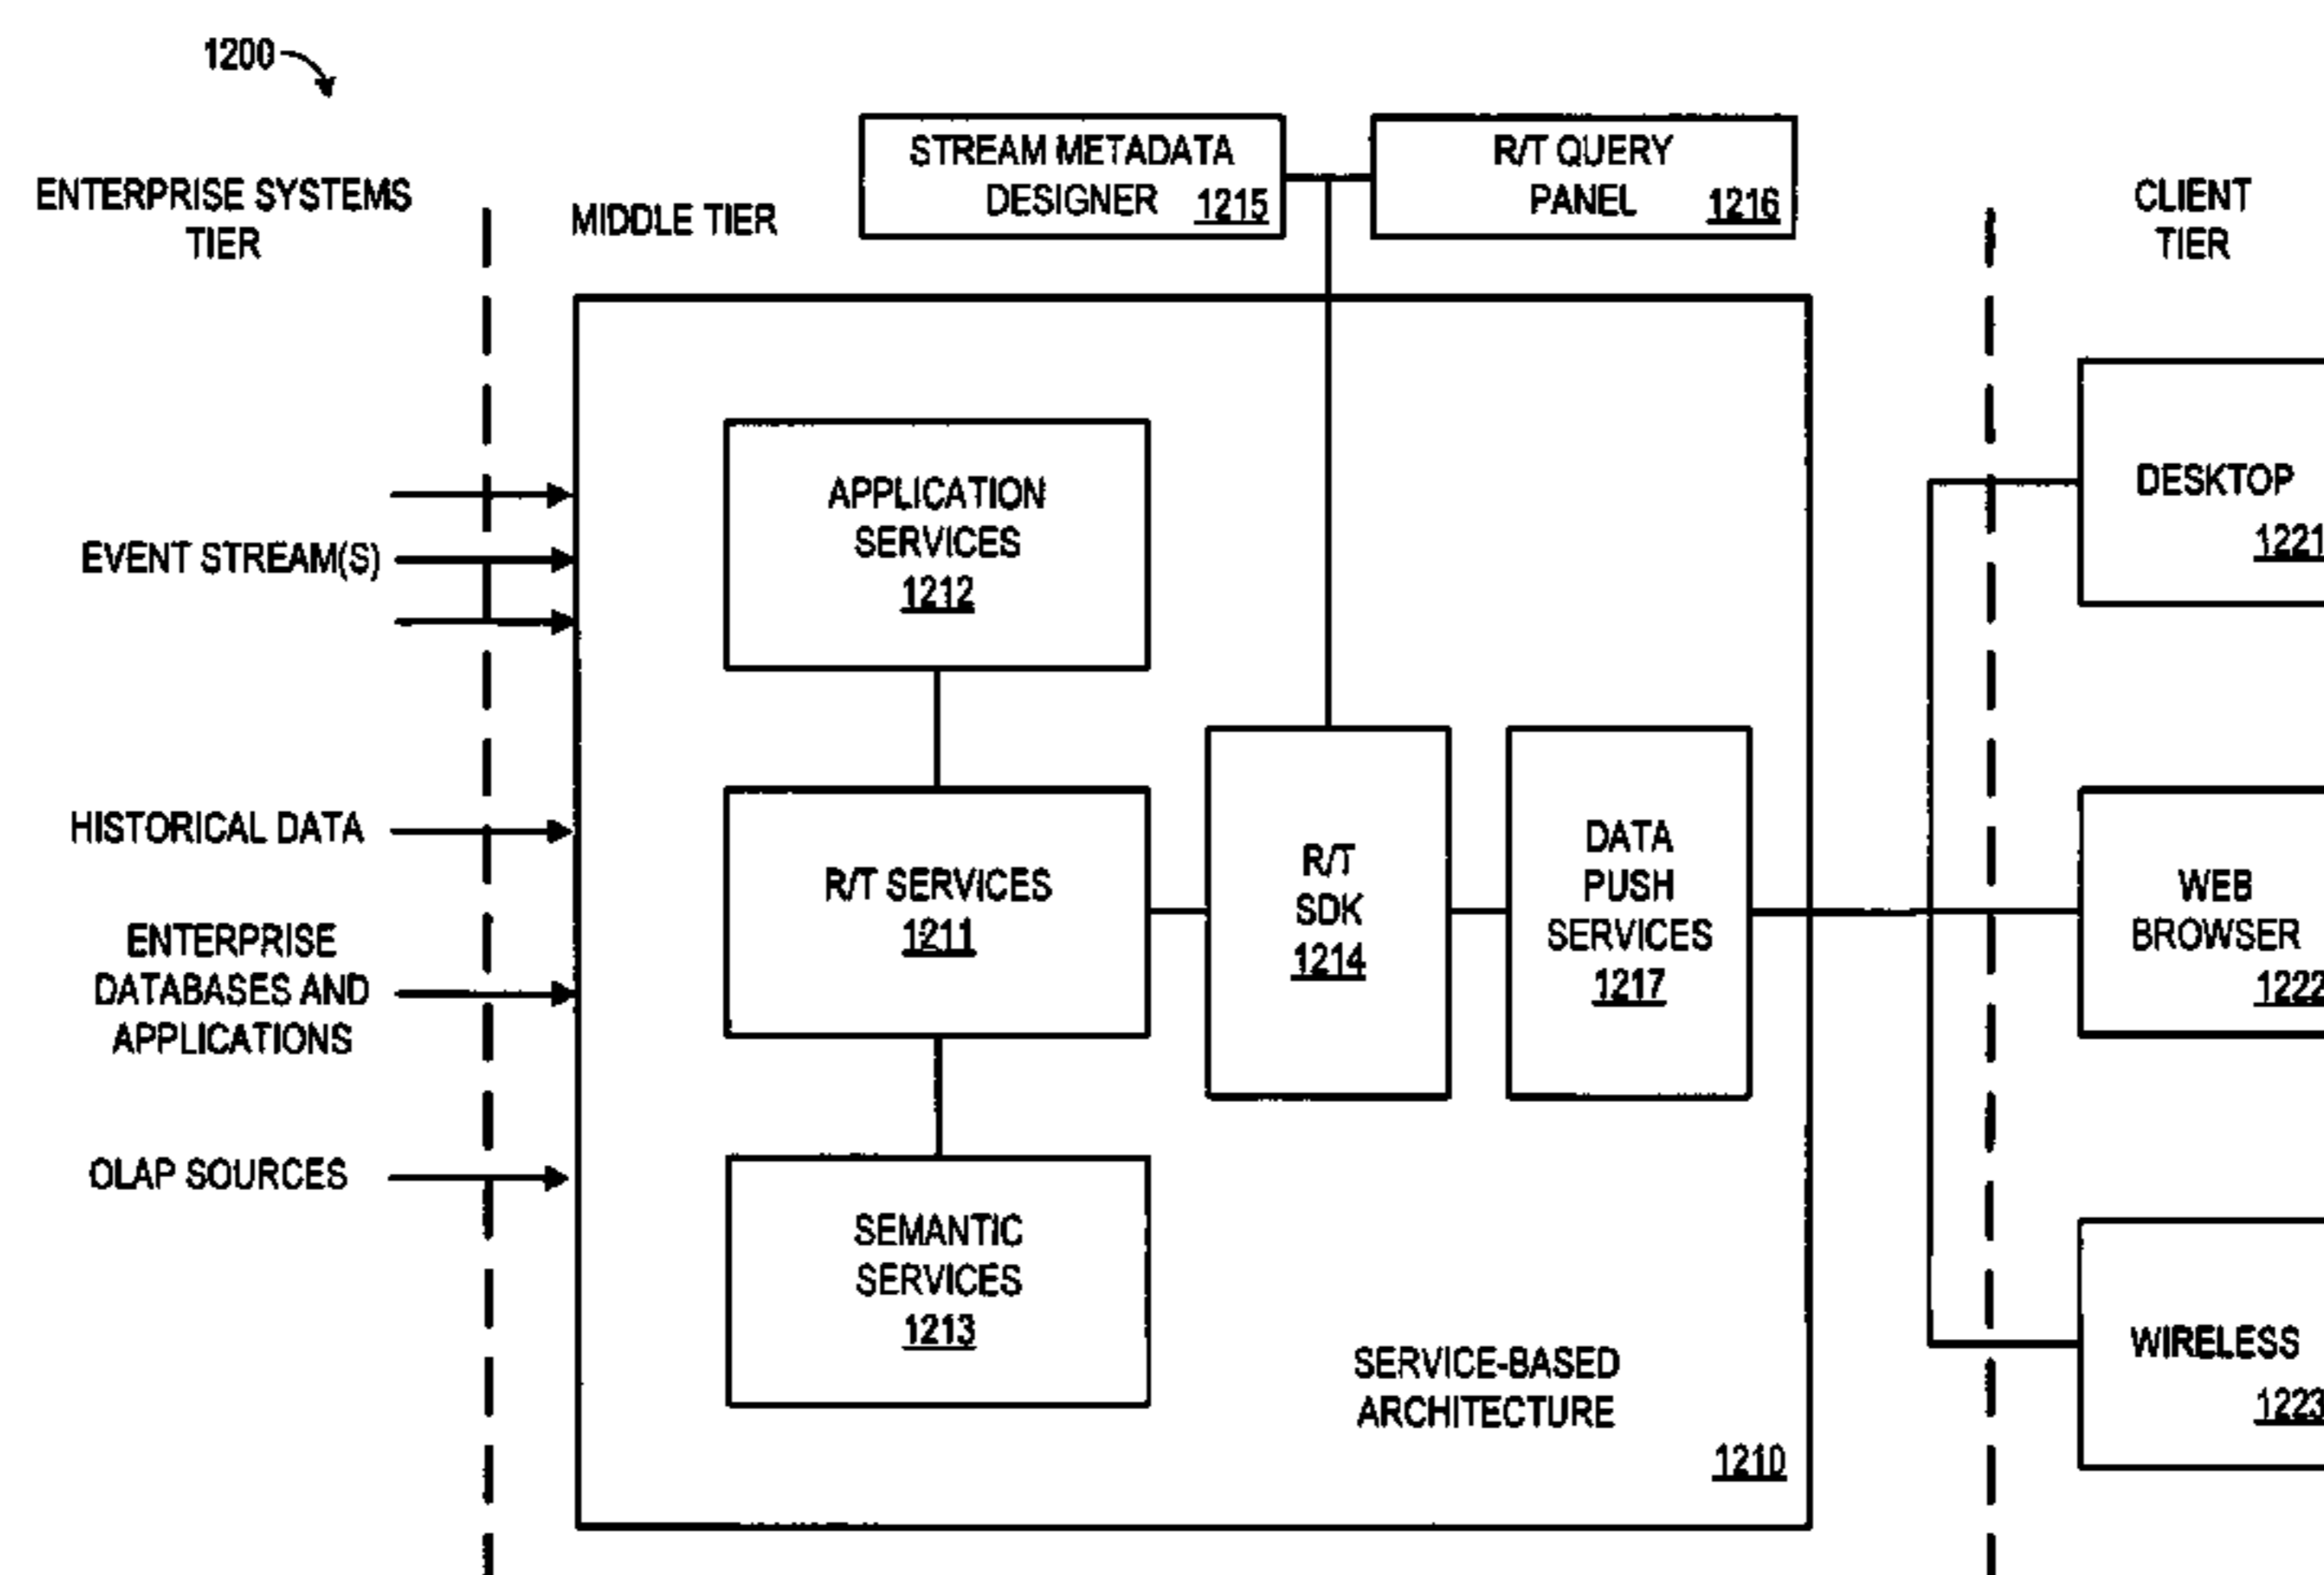 1200
ENTERPRISE SYSTEMS
TIER
MIDDLE TIER
STREAM METADATA
DESIGNER 1215
R/T QUERY
PANEL 1216
CLIENT
TIER
EVENT STREAM(S)
HISTORICAL DATA
ENTERPRISE
DATABASES AND
APPLICATIONS
OLAP SOURCES
APPLICATION
SERVICES
1212
R/T SERVICES
1211
SEMANTIC
SERVICES
1213
R/T
SDK
1214
DATA
PUSH
SERVICES
1217
SERVICE-BASED
ARCHITECTURE
1210
DESKTOP
1221
WEB
BROWSER
1222
WIRELESS
1223